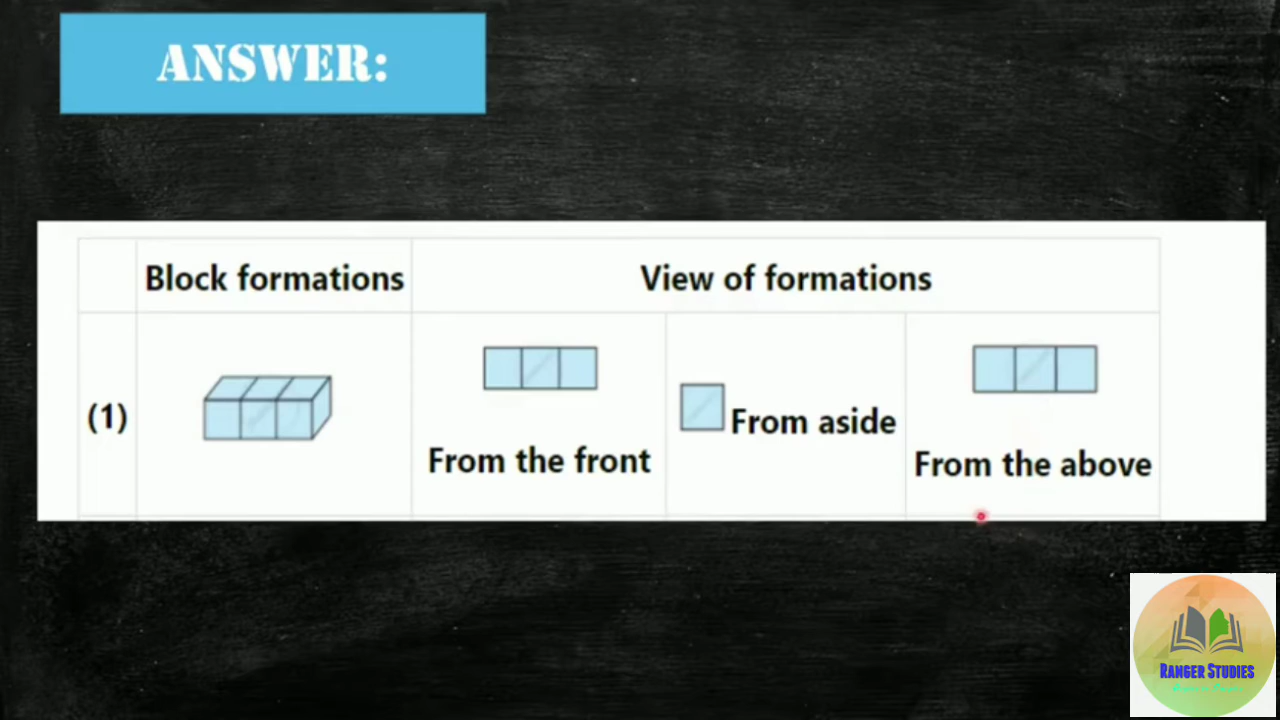 ANSWER:
Block formations
View of formations
(1)
From the front
From aside
From the above
RANGER STUDIES